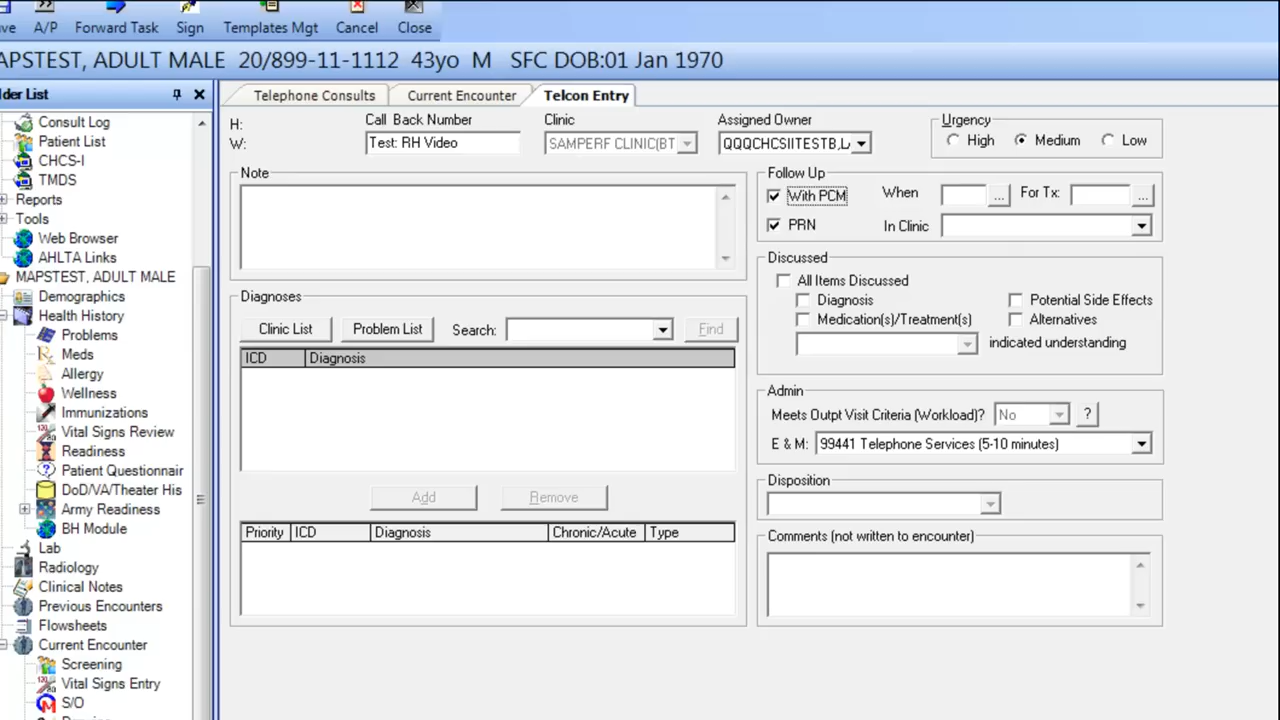 ve A/P Forward Task Sign Templates Mgt Cancel Close
APSTEST, ADULT MALE 20/899-11-1112 43yo M SFC DOB:01 Jan 1970
lder List
Consult Log
Patient List
CHCS-I
TMDS
Reports
Tools
Web Browser
AHLTA Links
MAPSTEST, ADULT MALE
Demographics
Health History
Problems
Meds
Allergy
Wellness
Immunizations
Vital Signs Review
Readiness
Patient Questionnair
DoD/VA/Theater His
Army Readiness
BH Module
Lab
Radiology
Clinical Notes
Previous Encounters
Flowsheets
Current Encounter
Screening
Vital Signs Entry
S/O
Telephone Consults Current Encounter Telcon Entry
H:
W:
Call Back Number
Test: RH Video
Clinic
SAMPERF CLINIC(BT
Assigned Owner
QQQCHCSIITESTB,L
Urgency
High Medium Low
Note
Follow Up
With PCM When ... For Tx: ...
PRN In Clinic
Discussed
All Items Discussed
Diagnosis Potential Side Effects
Medication(s)/Treatment(s) Alternatives
indicated understanding
Diagnoses
Clinic List Problem List Search: Find
ICD Diagnosis
Add Remove
Priority ICD Diagnosis Chronic/Acute Type
Admin
Meets Outpt Visit Criteria (Workload)? No ?
E & M: 99441 Telephone Services (5-10 minutes)
Disposition
Comments (not written to encounter)